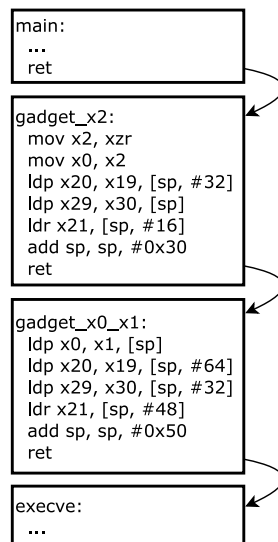 main:
...
ret
gadget_x2:
mov x2, xzr
mov x0, x2
ldp x20, x19, [sp, #32]
ldp x29, x30, [sp]
ldr x21, [sp, #16]
add sp, sp, #0x30
ret
gadget_x0_x1:
ldp x0, x1, [sp]
ldp x20, x19, [sp, #64]
ldp x29, x30, [sp, #32]
ldr x21, [sp, #48]
add sp, sp, #0x50
ret
execve:
...